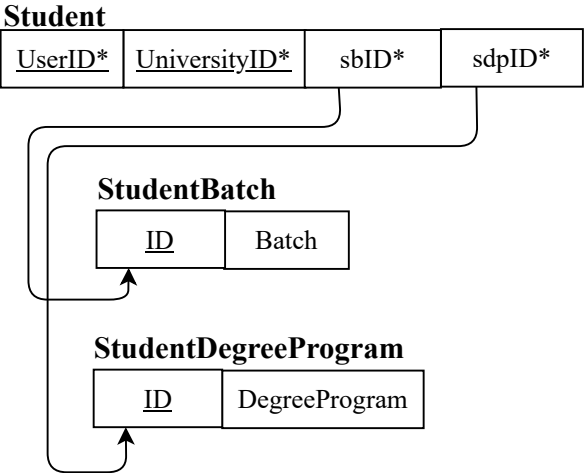 Student
UserID* UniversityID* sbID* sdpID*
StudentBatch
ID Batch
StudentDegreeProgram
ID DegreeProgram